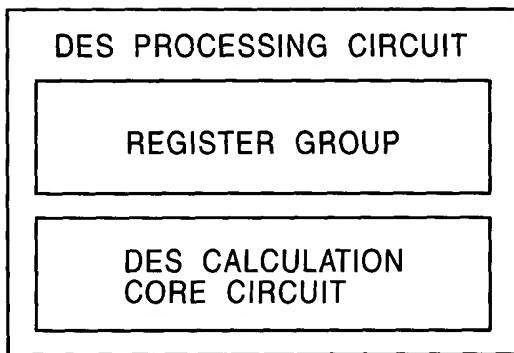 DES PROCESSING CIRCUIT
REGISTER GROUP
DES CALCULATION
CORE CIRCUIT